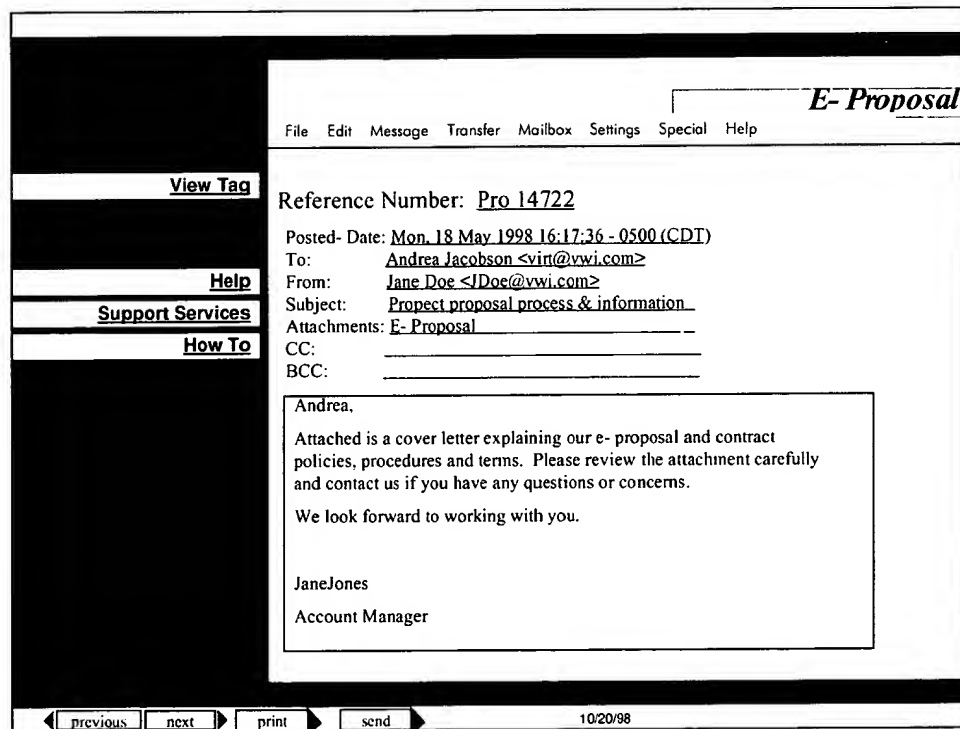 E- Proposal
File Edit Message Transfer Mailbox Settings Special Help
View Tag
Help
Support Services
How To
Reference Number: Pro 14722
Posted- Date: Mon, 18 May 1998 16:17:36 - 0500 (CDT)
To: Andrea Jacobson <virt@vwi.com>
From: Jane Doe <JDoe@vwi.com>
Subject: Propect proposal process & information
Attachments: E- Proposal
CC:
BCC:
Andrea,
Attached is a cover letter explaining our e- proposal and contract
policies, procedures and terms. Please review the attachment carefully
and contact us if you have any questions or concerns.
We look forward to working with you.
JaneJones
Account Manager
previous next print send 10/20/98